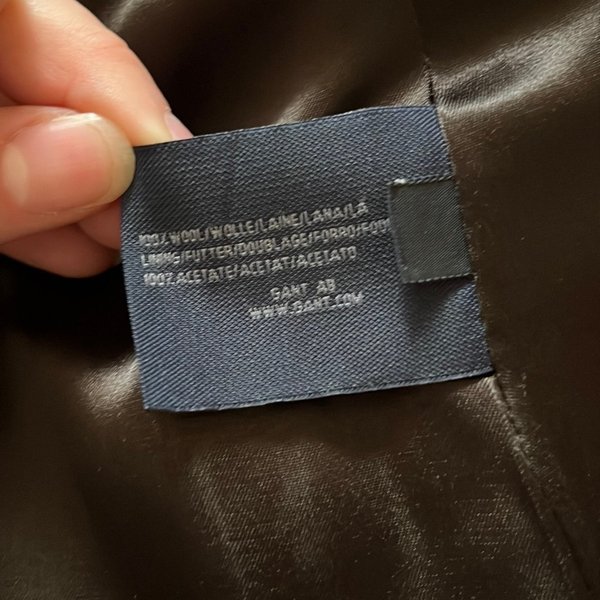 100% WOOL/WOLLE/LAINE/LANA/LA
LINING/FUTTER/DOUBLAGE/FORRO/FOD
100% ACETATE/ACETAT/ACETATO
GANT AB
WWW.GANT.COM